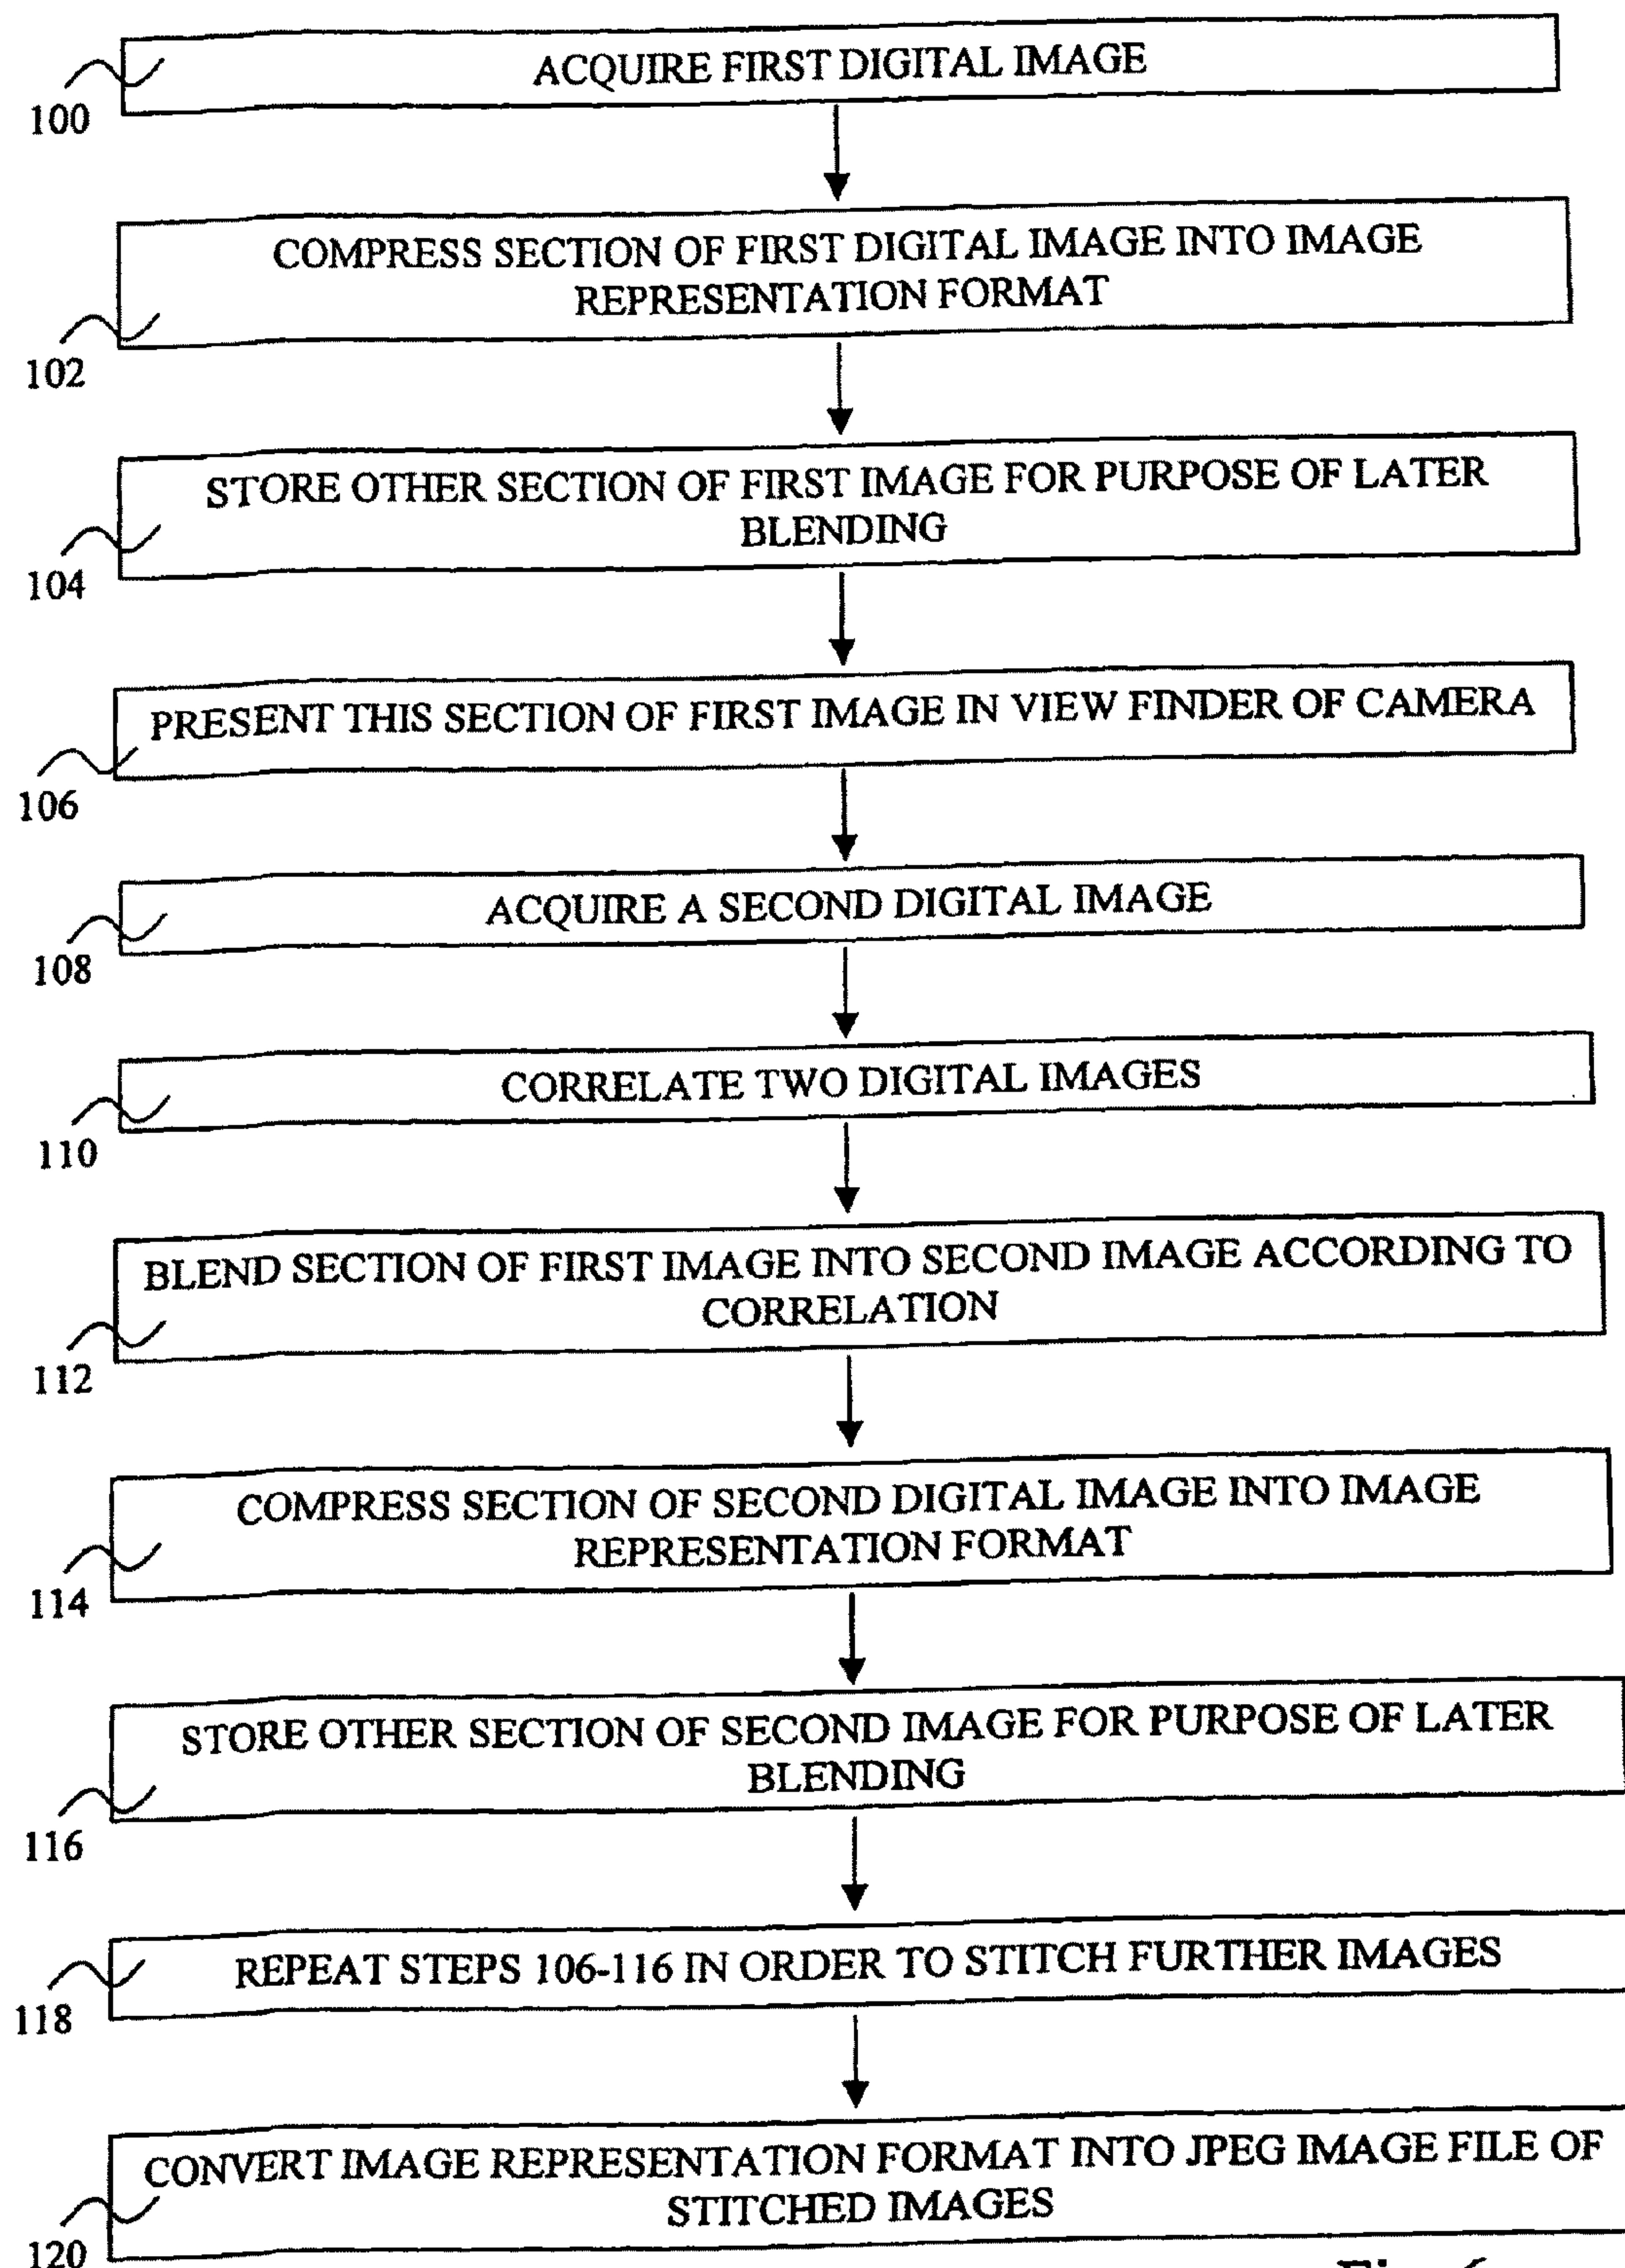 ACQUIRE FIRST DIGITAL IMAGE
100
COMPRESS SECTION OF FIRST DIGITAL IMAGE INTO IMAGE
REPRESENTATION FORMAT
102
STORE OTHER SECTION OF FIRST IMAGE FOR PURPOSE OF LATER
BLENDING
104
PRESENT THIS SECTION OF FIRST IMAGE IN VIEW FINDER OF CAMERA
106
ACQUIRE A SECOND DIGITAL IMAGE
108
CORRELATE TWO DIGITAL IMAGES
110
BLEND SECTION OF FIRST IMAGE INTO SECOND IMAGE ACCORDING TO
CORRELATION
112
COMPRESS SECTION OF SECOND DIGITAL IMAGE INTO IMAGE
REPRESENTATION FORMAT
114
STORE OTHER SECTION OF SECOND IMAGE FOR PURPOSE OF LATER
BLENDING
116
REPEAT STEPS 106-116 IN ORDER TO STITCH FURTHER IMAGES
118
CONVERT IMAGE REPRESENTATION FORMAT INTO JPEG IMAGE FILE OF
STITCHED IMAGES
120